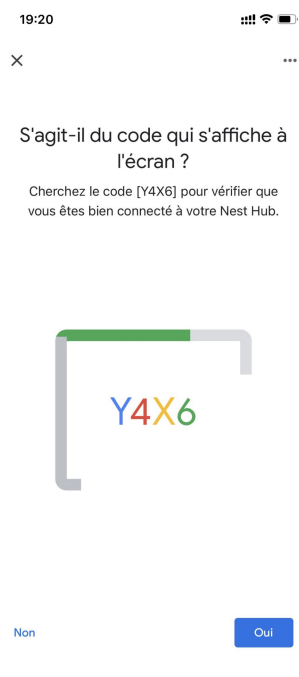 19:20
S'agit-il du code qui s'affiche à
l'écran ?
Cherchez le code [Y4X6] pour vérifier que
vous êtes bien connecté à votre Nest Hub.
Y4X6
Non
Oui